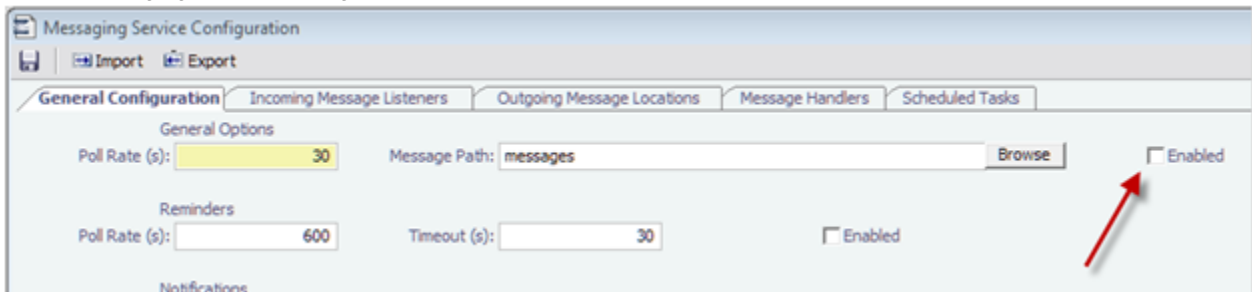 Messaging Service Configuration
Import Export
General Configuration Incoming Message Listeners Outgoing Message Locations Message Handlers Scheduled Tasks
General Options
Poll Rate (s): 30 Message Path: messages Browse Enabled
Reminders
Poll Rate (s): 600 Timeout (s): 30 Enabled
Notifications